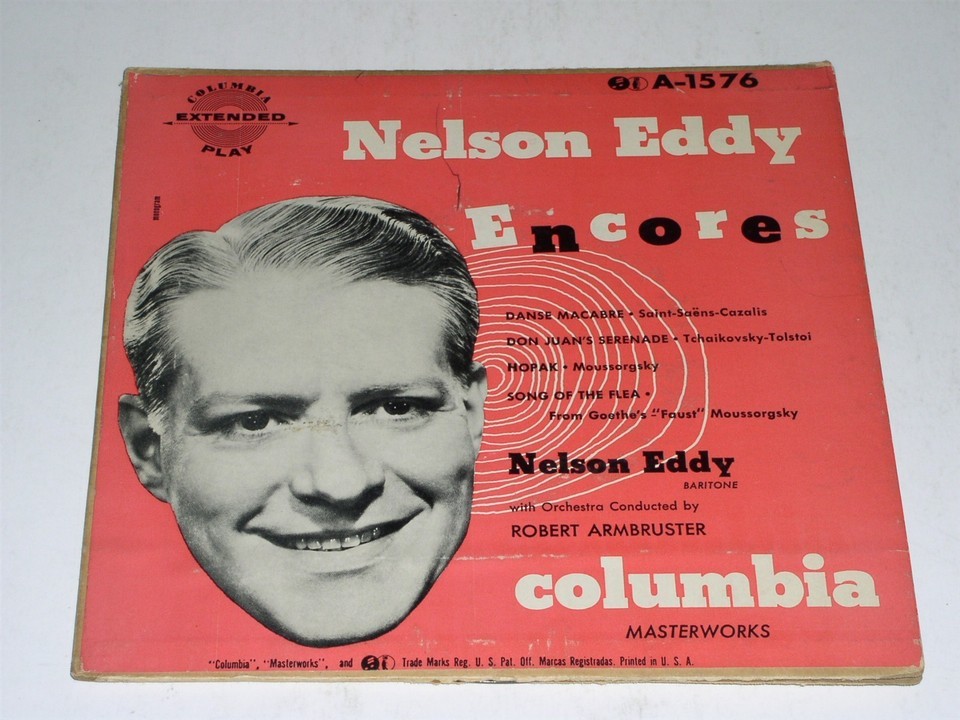 COLUMBIA
EXTENDED
PLAY
A-1576
Nelson Eddy
Encores
DANSE MACABRE • Saint-Saëns-Cazalis
DON JUAN'S SERENADE • Tchaikovsky-Tolstoi
HOPAK • Moussorgsky
SONG OF THE FLEA •
From Goethe's "Faust" Moussorgsky
Nelson Eddy
BARITONE
with Orchestra Conducted by
ROBERT ARMBRUSTER
columbia
MASTERWORKS
"Columbia", "Masterworks", and Trade Marks Reg. U. S. Pat. Off. Marcas Registradas. Printed in U. S. A.